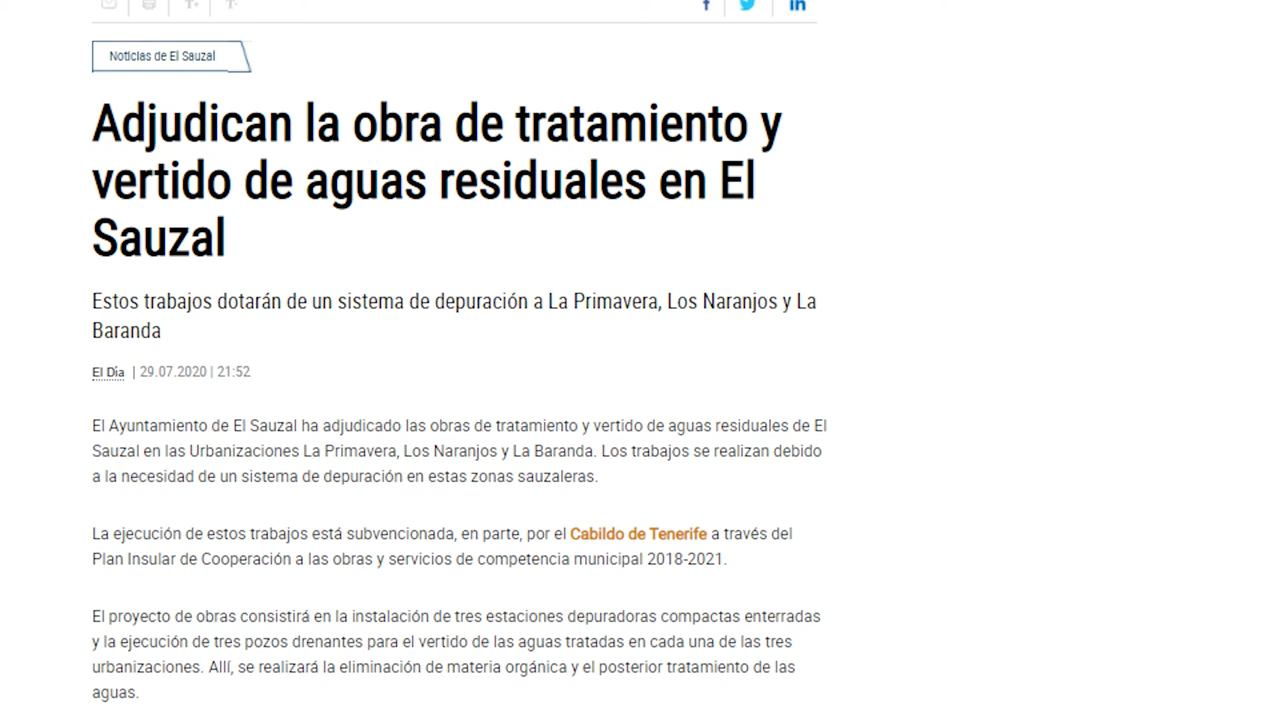 Noticias de El Sauzal
Adjudican la obra de tratamiento y
vertido de aguas residuales en El
Sauzal
Estos trabajos dotarán de un sistema de depuración a La Primavera, Los Naranjos y La
Baranda
El Día | 29.07.2020 | 21:52
El Ayuntamiento de El Sauzal ha adjudicado las obras de tratamiento y vertido de aguas residuales de El
Sauzal en las Urbanizaciones La Primavera, Los Naranjos y La Baranda. Los trabajos se realizan debido
a la necesidad de un sistema de depuración en estas zonas sauzaleras.
La ejecución de estos trabajos está subvencionada, en parte, por el Cabildo de Tenerife a través del
Plan Insular de Cooperación a las obras y servicios de competencia municipal 2018-2021.
El proyecto de obras consistirá en la instalación de tres estaciones depuradoras compactas enterradas
y la ejecución de tres pozos drenantes para el vertido de las aguas tratadas en cada una de las tres
urbanizaciones. Allí, se realizará la eliminación de materia orgánica y el posterior tratamiento de las
aguas.